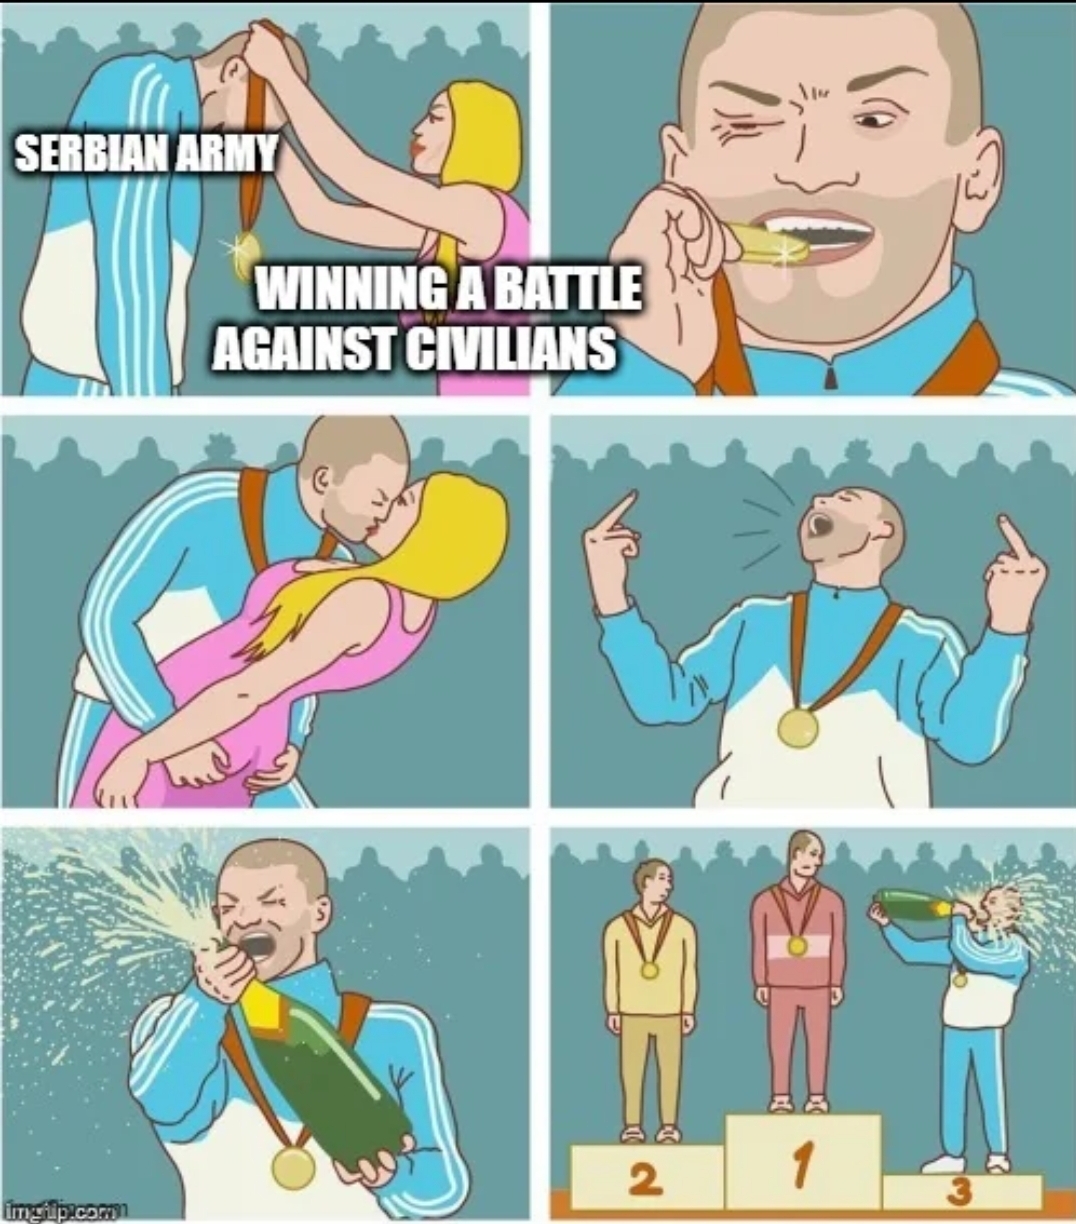 SERBIAN ARMY
WINNING A BATTLE
AGAINST CIVILIANS
2
1
3
imgflip.com